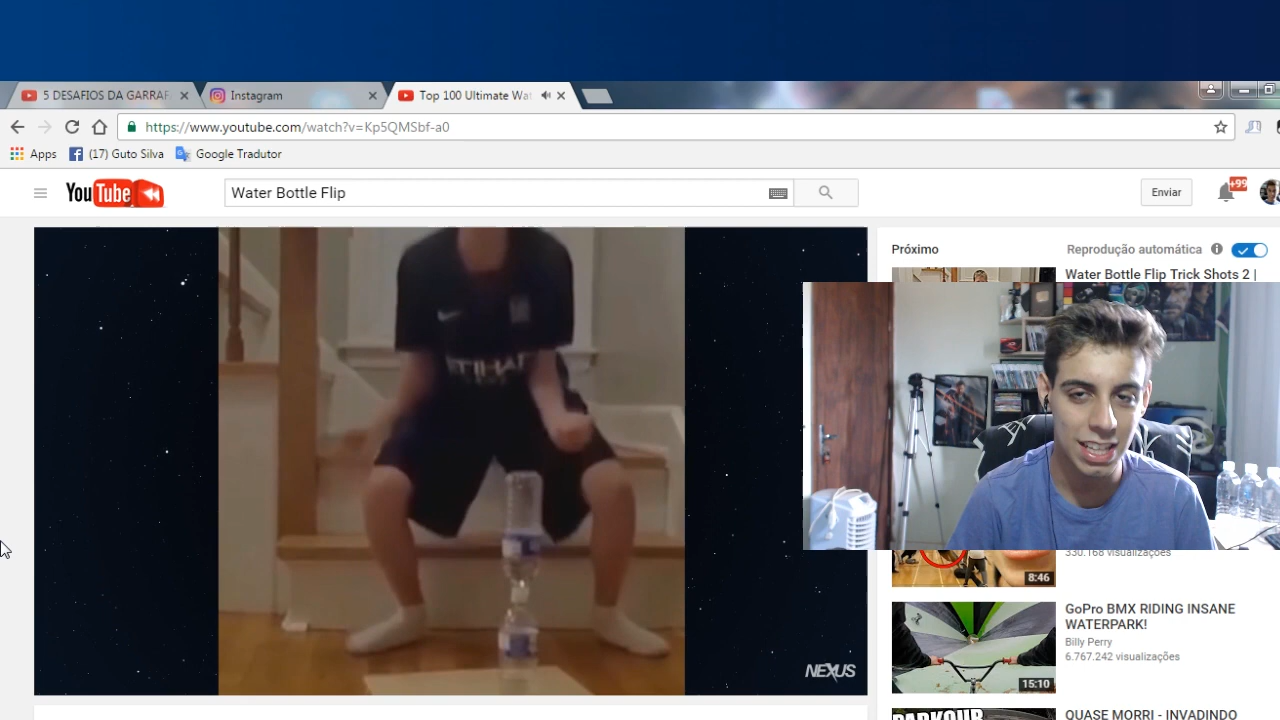 5 DESAFIOS DA GARRAF
Instagram
Top 100 Ultimate Wat
https://www.youtube.com/watch?v=Kp5QMSbf-a0
Apps
(17) Guto Silva
Google Tradutor
YouTube
Water Bottle Flip
Enviar
+99
Próximo
Reprodução automática
Water Bottle Flip Trick Shots 2 |
330.168 visualizações
8:46
GoPro BMX RIDING INSANE
WATERPARK!
Billy Perry
6.767.242 visualizações
15:10
QUASE MORRI - INVADINDO
PARKOUR
NEXUS